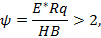 ψ = E*Rq / HB > 2,